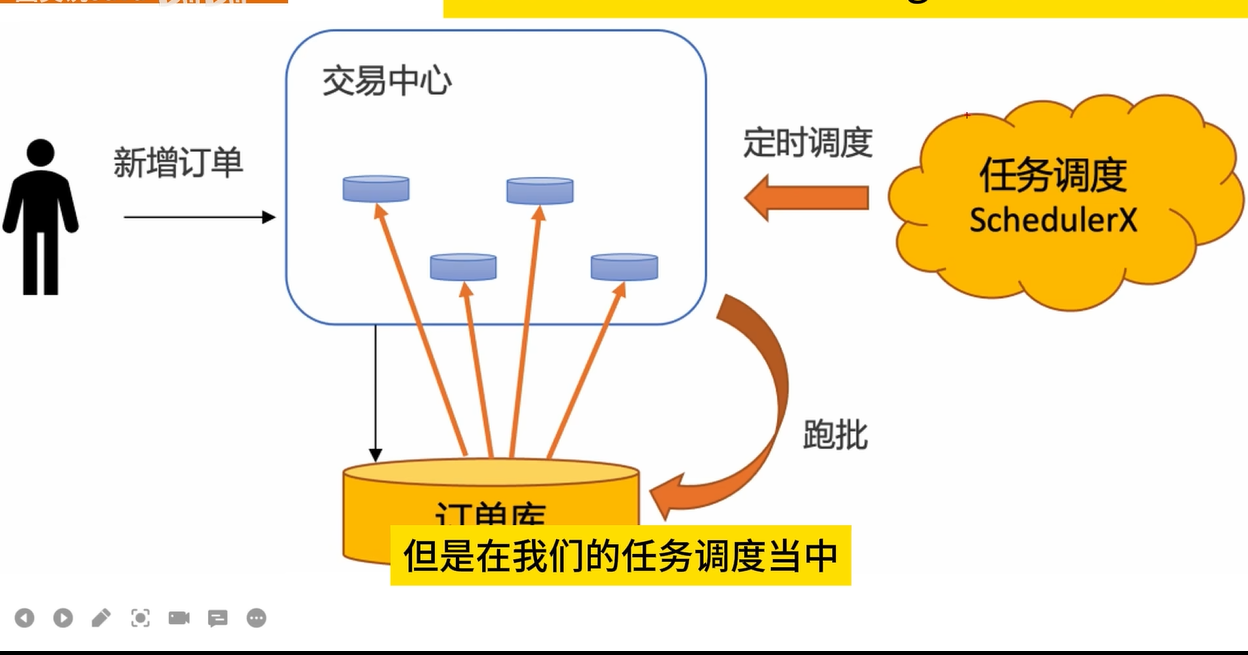 交易中心
新增订单
定时调度
任务调度
SchedulerX
跑批
订单库
但是在我们的任务调度当中